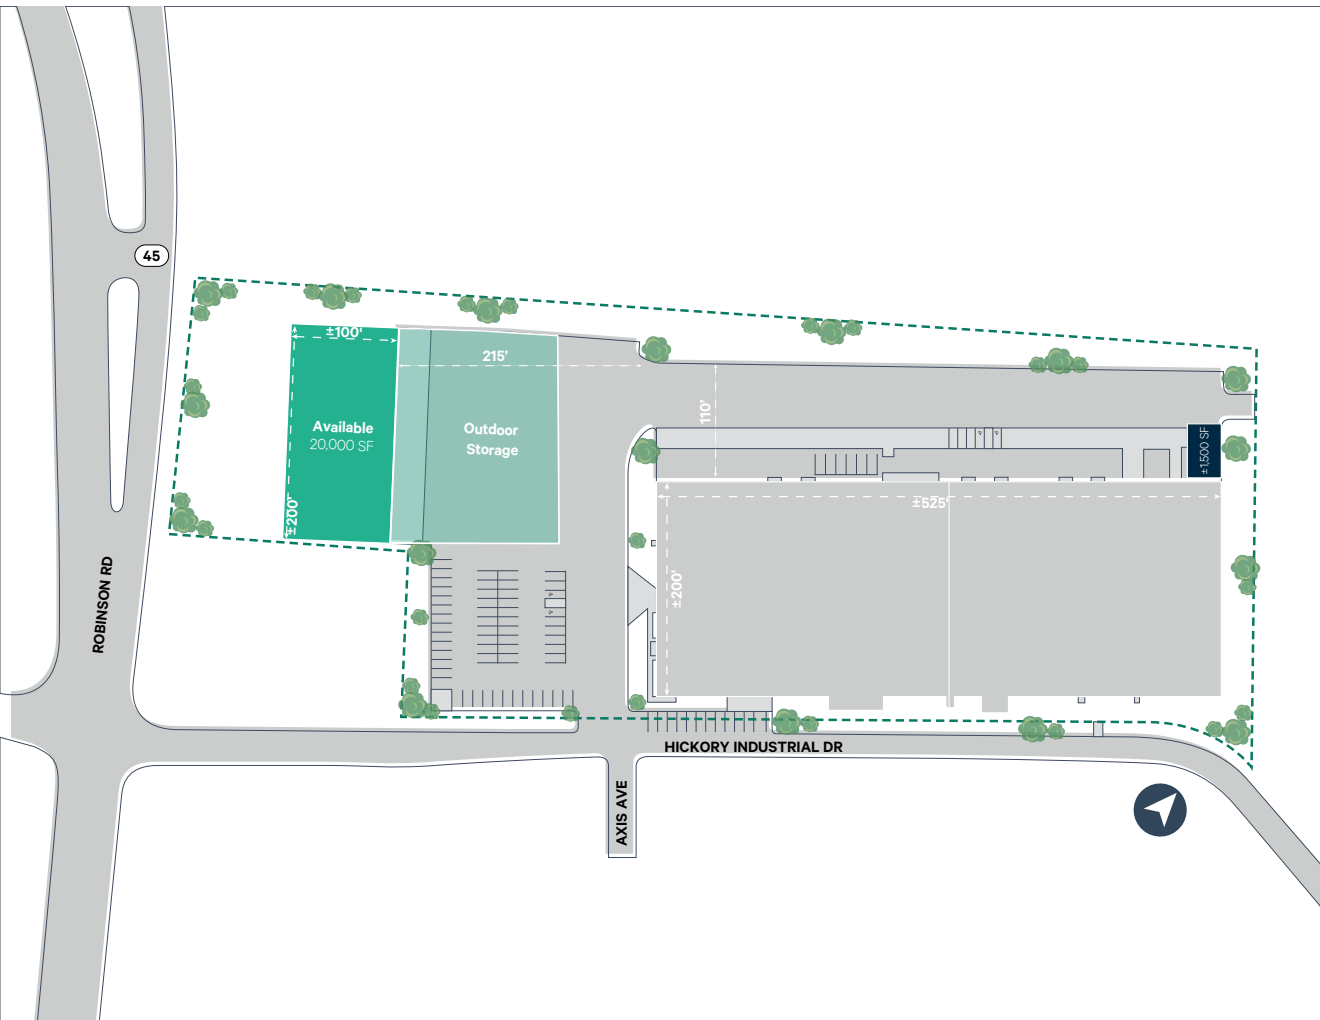 45
±100'
215'
110'
Available
20,000 SF
Outdoor
Storage
±1,500 SF
±200'
±525'
±200'
ROBINSON RD
HICKORY INDUSTRIAL DR
AXIS AVE